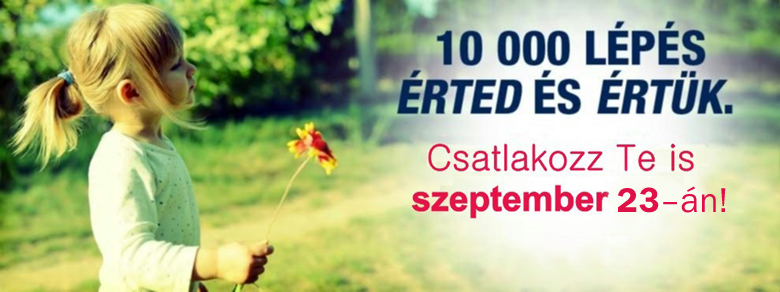 10 000 LÉPÉS
ÉRTED ÉS ÉRTÜK.
Csatlakozz Te is
szeptember 23-án!